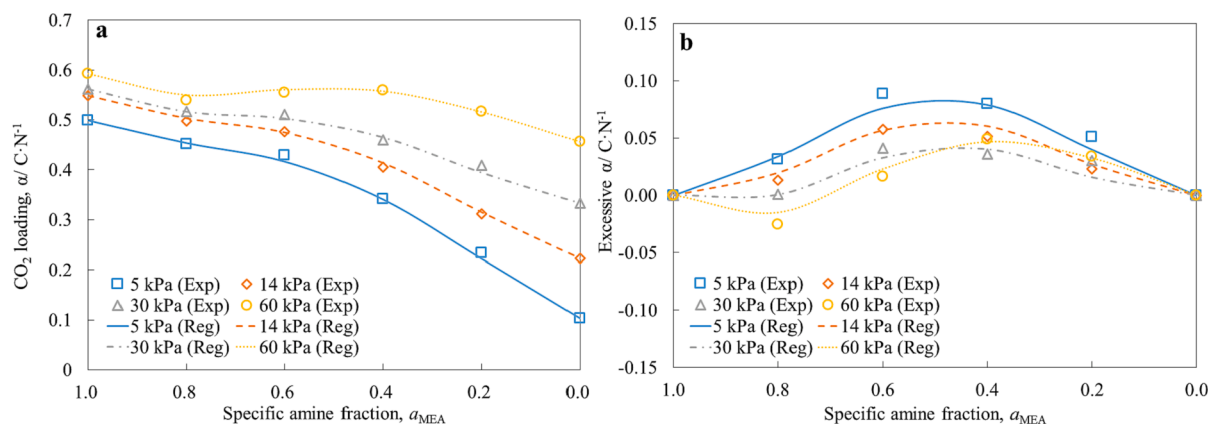 a
0.7
0.6
0.5
0.4
0.3
0.2
0.1
0
CO2 loading, α/ C·N-1
5 kPa (Exp) 14 kPa (Exp)
30 kPa (Exp) 60 kPa (Exp)
5 kPa (Reg) 14 kPa (Reg)
30 kPa (Reg) 60 kPa (Reg)
1.0 0.8 0.6 0.4 0.2 0.0
Specific amine fraction, aMEA
b
0.15
0.10
0.05
0.00
-0.05
-0.10
-0.15
Excessive α/ C·N-1
5 kPa (Exp) 14 kPa (Exp)
30 kPa (Exp) 60 kPa (Exp)
5 kPa (Reg) 14 kPa (Reg)
30 kPa (Reg) 60 kPa (Reg)
1.0 0.8 0.6 0.4 0.2 0.0
Specific amine fraction, aMEA